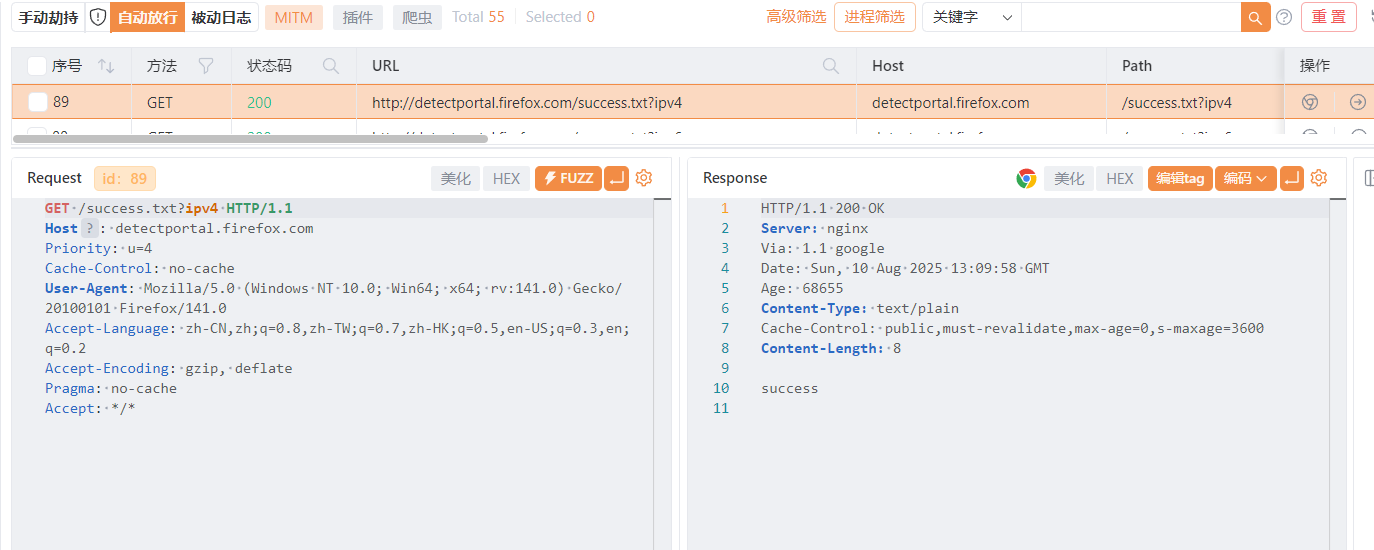 手动劫持 自动放行 被动日志 MITM 插件 爬虫 Total 55 Selected 0 高级筛选 进程筛选 关键字 ? 重 置
序号 方法 状态码 URL Host Path 操作
89 GET 200 http://detectportal.firefox.com/success.txt?ipv4 detectportal.firefox.com /success.txt?ipv4
Request id: 89 美化 HEX FUZZ
GET /success.txt?ipv4 HTTP/1.1
Host ? : detectportal.firefox.com
Priority: u=4
Cache-Control: no-cache
User-Agent: Mozilla/5.0 (Windows NT 10.0; Win64; x64; rv:141.0) Gecko/
20100101 Firefox/141.0
Accept-Language: zh-CN,zh;q=0.8,zh-TW;q=0.7,zh-HK;q=0.5,en-US;q=0.3,en;
q=0.2
Accept-Encoding: gzip, deflate
Pragma: no-cache
Accept: */*
Response 美化 HEX 编辑tag 编码
1 HTTP/1.1 200 OK
2 Server: nginx
3 Via: 1.1 google
4 Date: Sun, 10 Aug 2025 13:09:58 GMT
5 Age: 68655
6 Content-Type: text/plain
7 Cache-Control: public,must-revalidate,max-age=0,s-maxage=3600
8 Content-Length: 8
9
10 success
11